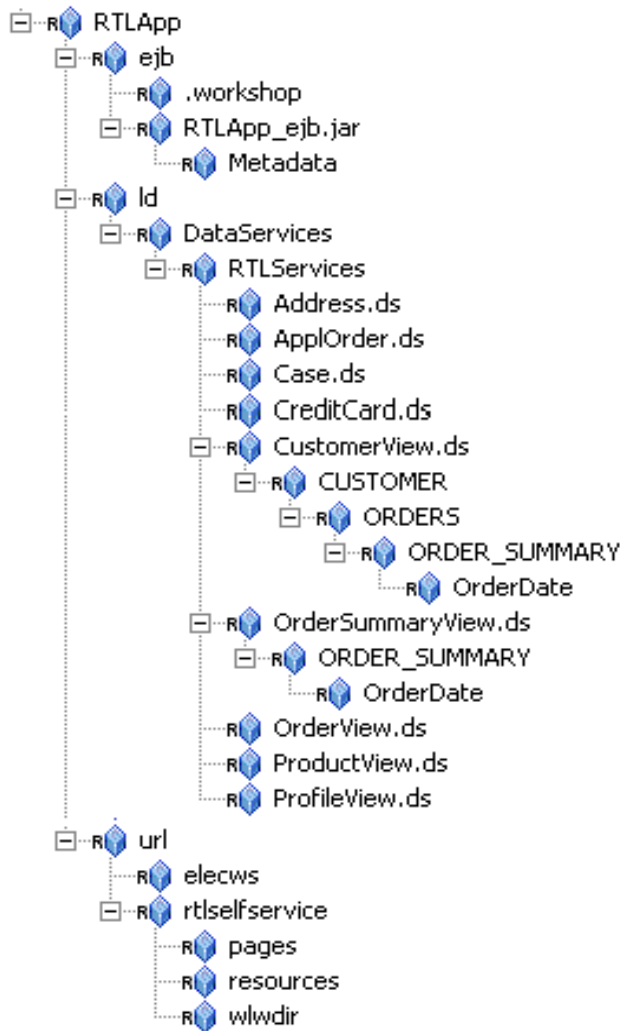 RTLApp
ejb
.workshop
RTLApp_ejb.jar
Metadata
ld
DataServices
RTLServices
Address.ds
ApplOrder.ds
Case.ds
CreditCard.ds
CustomerView.ds
CUSTOMER
ORDERS
ORDER_SUMMARY
OrderDate
OrderSummaryView.ds
ORDER_SUMMARY
OrderDate
OrderView.ds
ProductView.ds
ProfileView.ds
url
elecws
rtlselfservice
pages
resources
wlwdir